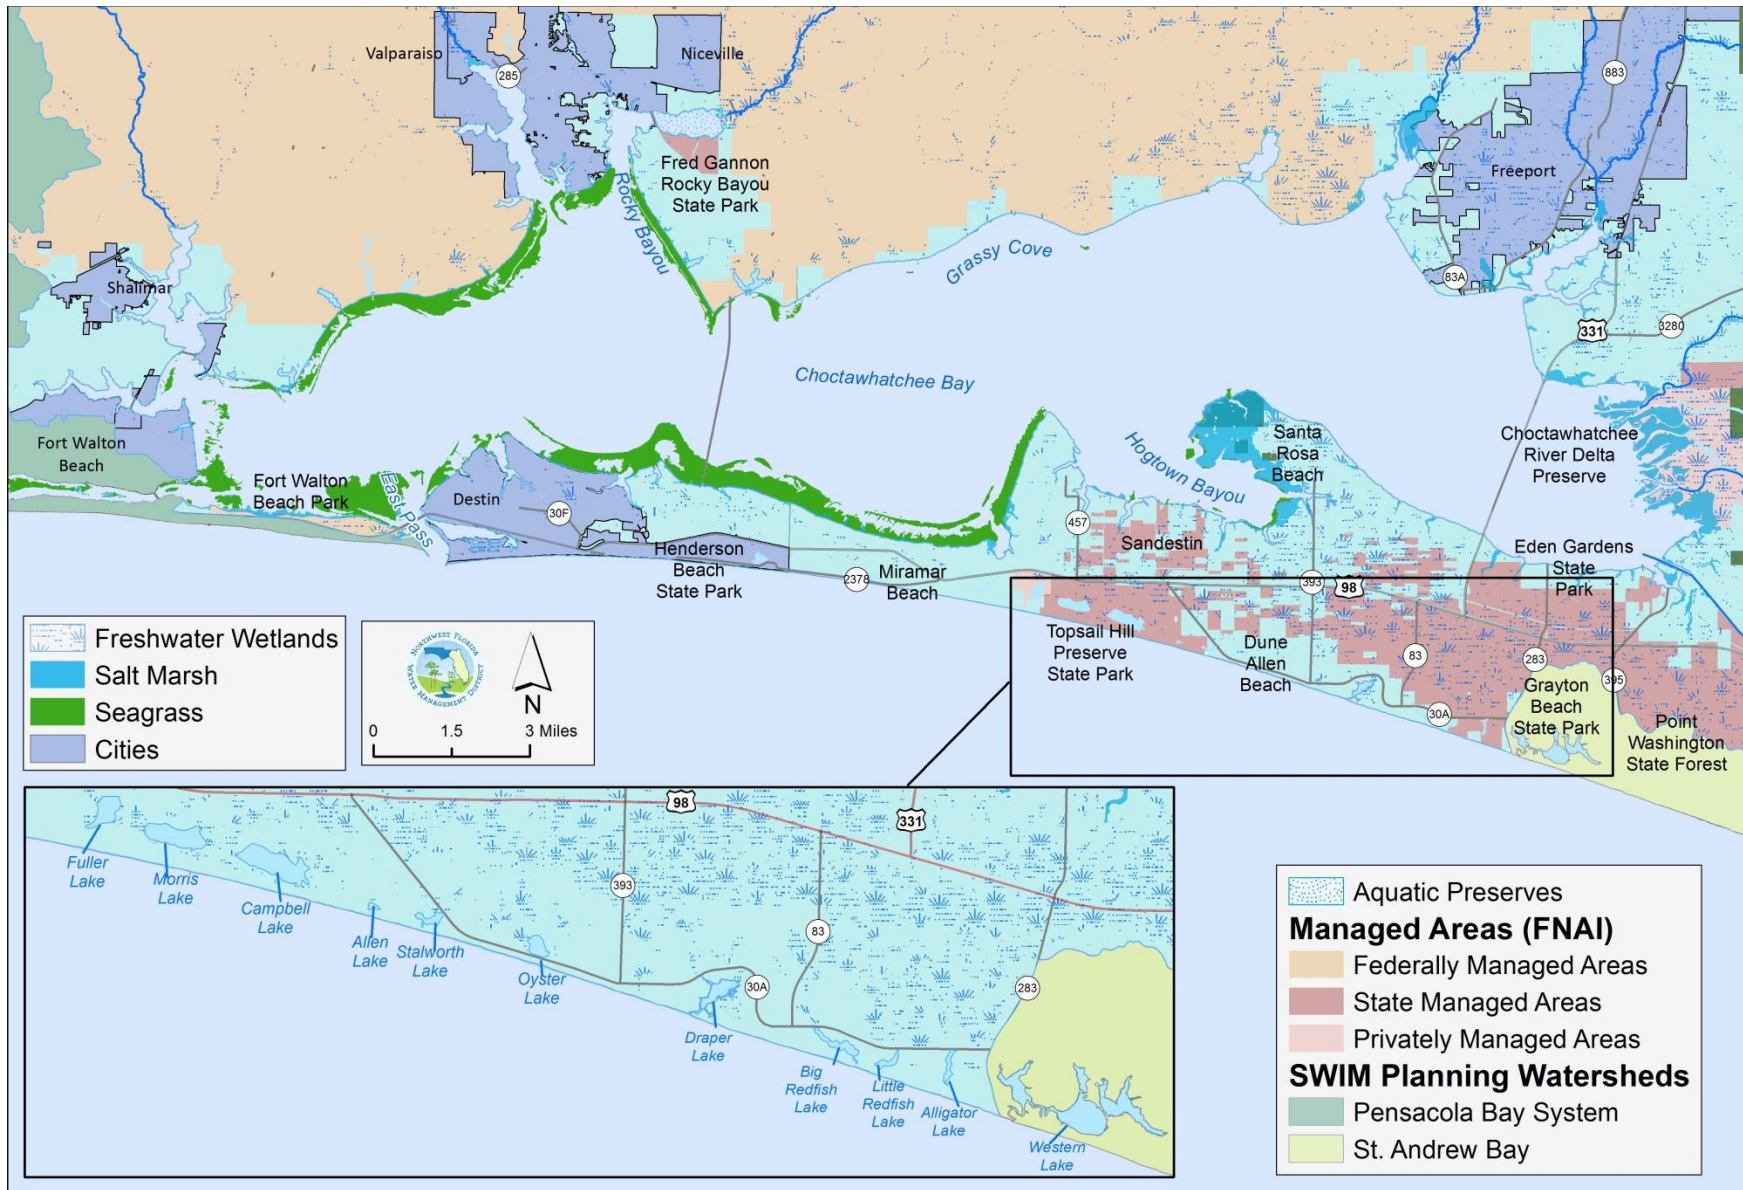 Valparaiso
Niceville
285
883
Fred Gannon
Rocky Bayou
State Park
Rocky Bayou
Freeport
Grassy Cove
83A
Shalimar
331
3280
Choctawhatchee Bay
Fort Walton
Beach
Fort Walton
Beach Park
East Pass
Destin
30F
Henderson
Beach
State Park
2378
Miramar
Beach
457
Sandestin
Hogtown Bayou
Santa
Rosa
Beach
Choctawhatchee
River Delta
Preserve
Eden Gardens
State
Park
393
98
Topsail Hill
Preserve
State Park
Dune
Allen
Beach
83
283
395
30A
Grayton
Beach
State Park
Point
Washington
State Forest
Freshwater Wetlands
Salt Marsh
Seagrass
Cities
NORTHWEST FLORIDA
WATER MANAGEMENT DISTRICT
N
0 1.5 3 Miles
98
331
393
83
30A
283
Fuller
Lake
Morris
Lake
Campbell
Lake
Allen
Lake
Stalworth
Lake
Oyster
Lake
Draper
Lake
Big
Redfish
Lake
Little
Redfish
Lake
Alligator
Lake
Western
Lake
Aquatic Preserves
Managed Areas (FNAI)
Federally Managed Areas
State Managed Areas
Privately Managed Areas
SWIM Planning Watersheds
Pensacola Bay System
St. Andrew Bay